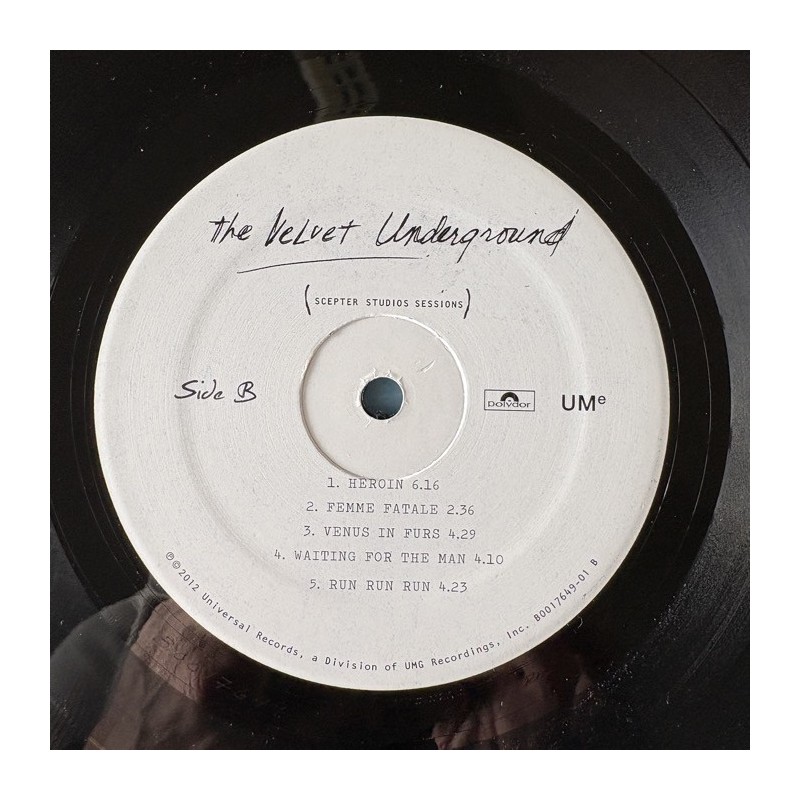 the Velvet Underground
(SCEPTER STUDIOS SESSIONS)
Side B
Polydor
UMe
1. HEROIN 6.16
2. FEMME FATALE 2.36
3. VENUS IN FURS 4.29
4. WAITING FOR THE MAN 4.10
5. RUN RUN RUN 4.23
℗©2012 Universal Records, a Division of UMG Recordings, Inc. B0017649-01 B